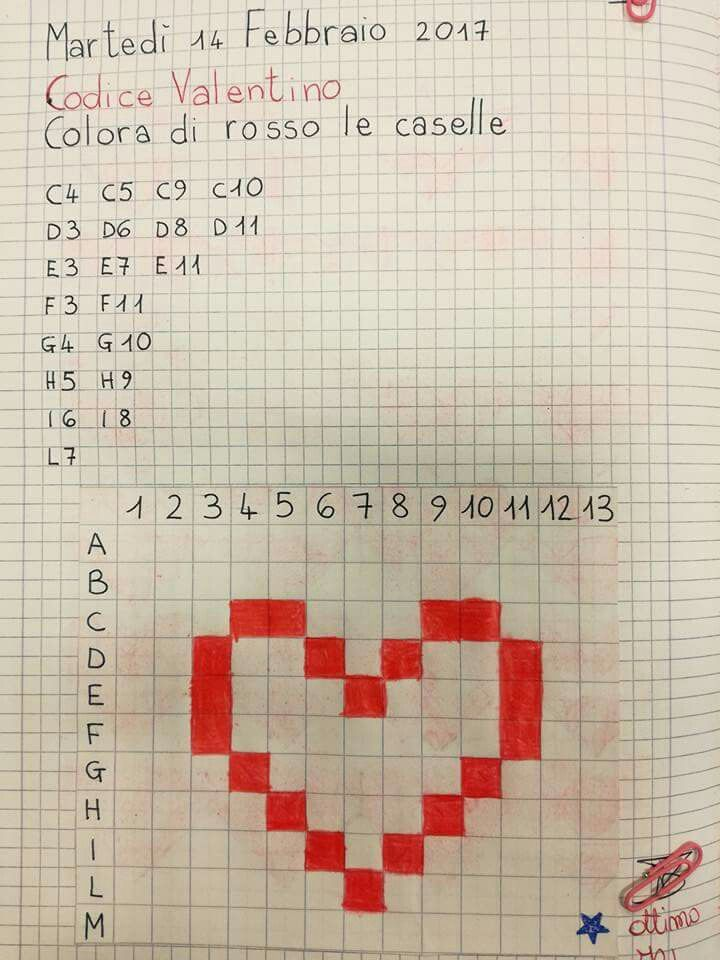 Martedì 14 Febbraio 2017
Codice Valentino
Colora di rosso le caselle
C4 C5 C9 C10
D3 D6 D8 D11
E3 E7 E11
F3 F11
G4 G10
H5 H9
I6 I8
L7
1 2 3 4 5 6 7 8 9 10 11 12 13
A
B
C
D
E
F
G
H
I
L
M
ottimo